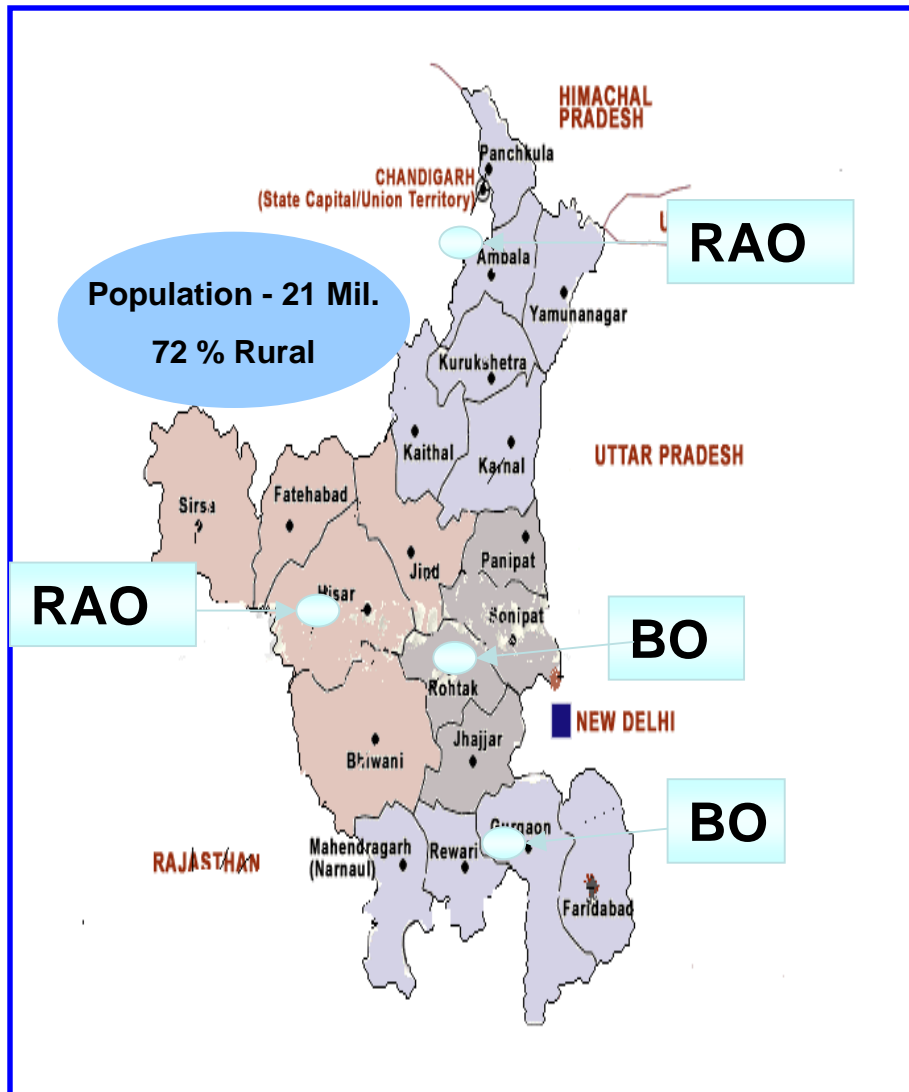 HIMACHAL
PRADESH
Panchkula
CHANDIGARH
(State Capital/Union Territory)
RAO
Ambala
Population - 21 Mil.
72 % Rural
Yamunanagar
Kurukshetra
Kaithal
Karnal
UTTAR PRADESH
Sirsa
Fatehabad
Jind
Panipat
RAO
Hisar
Sonipat
BO
Rohtak
NEW DELHI
Jhajjar
Bhiwani
BO
Gurgaon
Mahendragarh
(Narnaul)
Rewari
RAJASTHAN
Faridabad